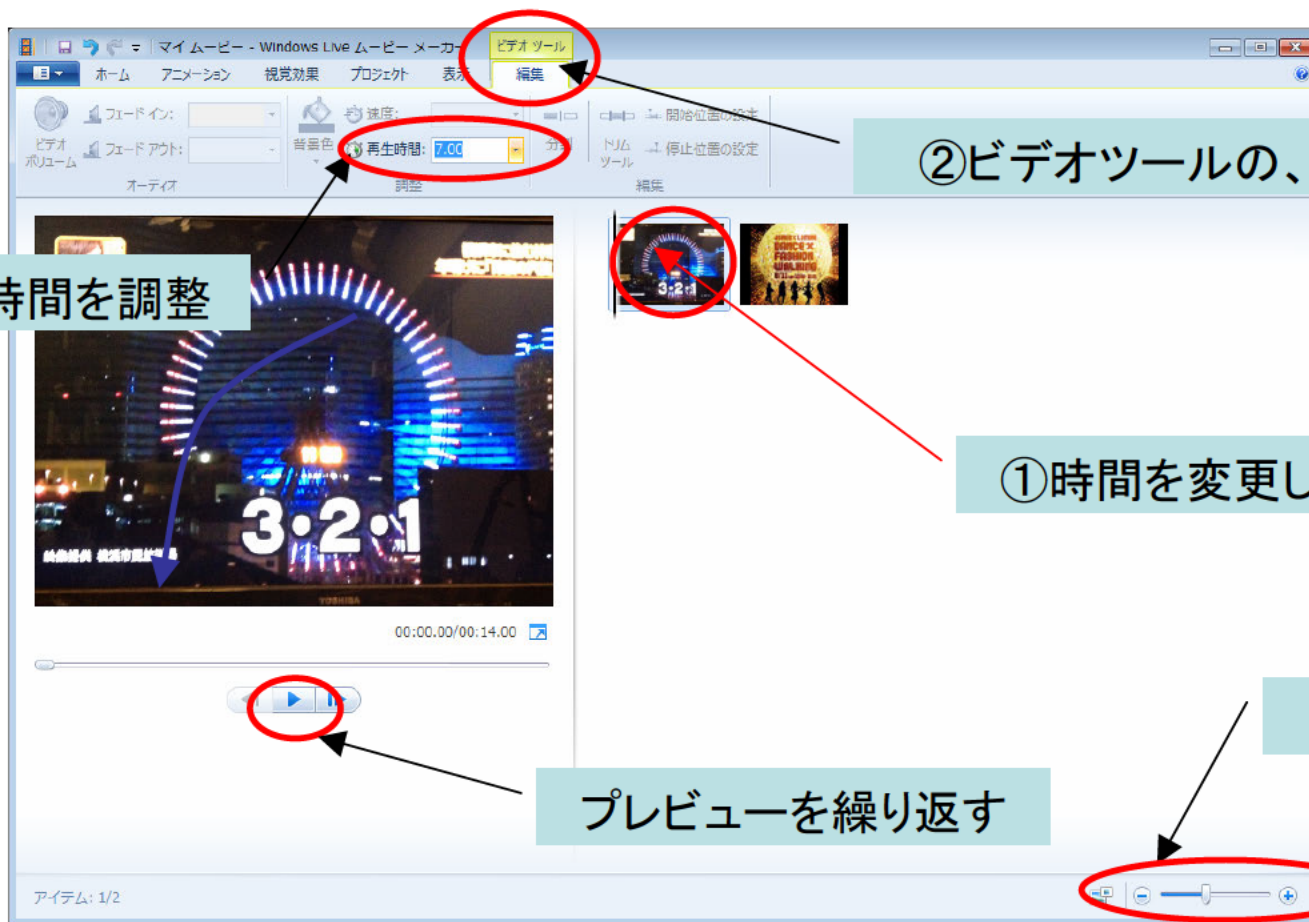 マイ ムービー - Windows Live ムービー メーカー
ビデオ ツール
ホーム
アニメーション
視覚効果
プロジェクト
表示
編集
ビデオ
ボリューム
フェード イン:
フェード アウト:
オーディオ
背景色
速度:
再生時間: 7.00
調整
分割
トリム
ツール
開始位置の設定
停止位置の設定
編集
②ビデオツールの、
時間を調整
3・2・1
TOSHIBA
DANCE X
FASHION
WALKING
3・2・1
①時間を変更し
00:00.00/00:14.00
プレビューを繰り返す
アイテム: 1/2